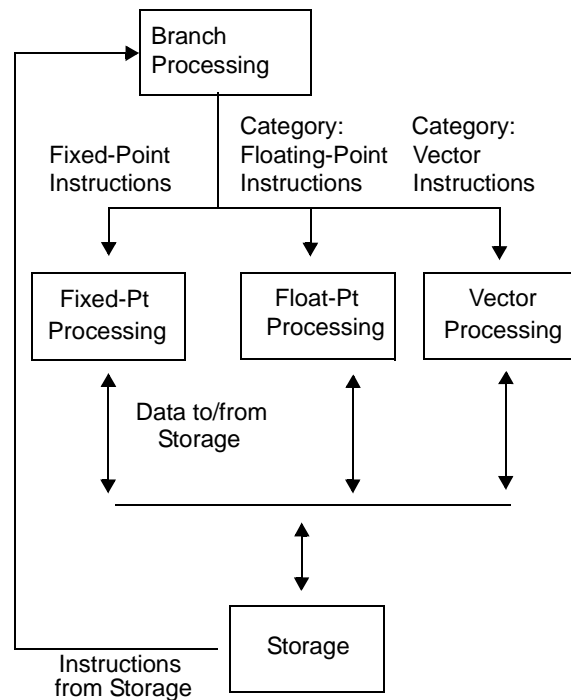 Branch
Processing
Fixed-Point
Instructions
Category:
Floating-Point
Instructions
Category:
Vector
Instructions
Fixed-Pt
Processing
Float-Pt
Processing
Vector
Processing
Data to/from
Storage
Storage
Instructions
from Storage